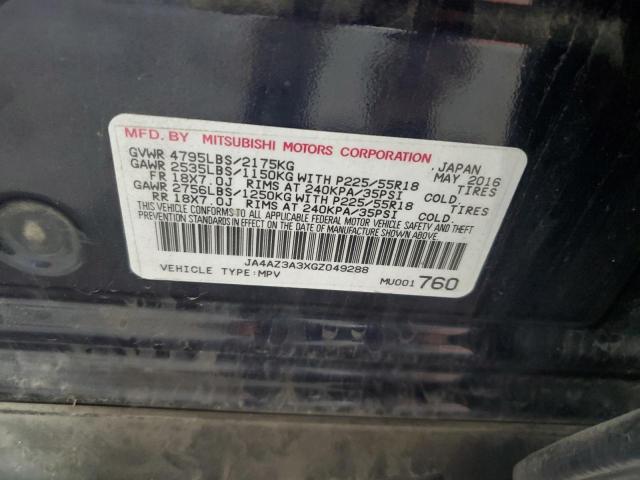 MFD. BY MITSUBISHI MOTORS CORPORATION JAPAN
GVWR 4795LBS/2175KG MAY 2016
GAWR 2535LBS/1150KG WITH P225/55R18 TIRES
FR 18X7.0J RIMS AT 240KPA/35PSI COLD.
GAWR 2756LBS/1250KG WITH P225/55R18 TIRES
RR 18X7.0J RIMS AT 240KPA/35PSI COLD.
THIS VEHICLE CONFORMS TO ALL APPLICABLE FEDERAL MOTOR VEHICLE SAFETY AND THEFT
PREVENTION STANDARDS IN EFFECT ON THE DATE OF MANUFACTURE SHOWN ABOVE.
JA4AZ3A3XGZ049288
VEHICLE TYPE:MPV MU001 760